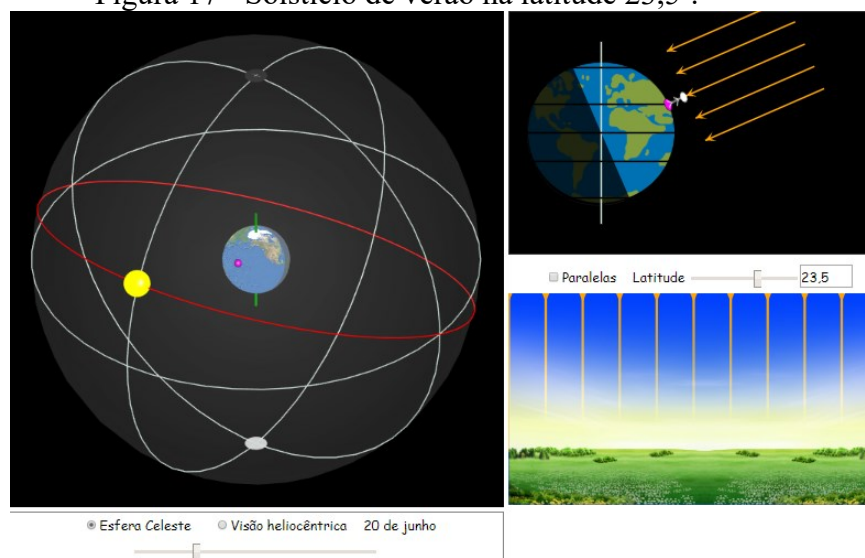 Figura 17 - Solstício de verão na latitude 23,5°.
Paralelas Latitude 23,5
Esfera Celeste Visão heliocêntrica 20 de junho